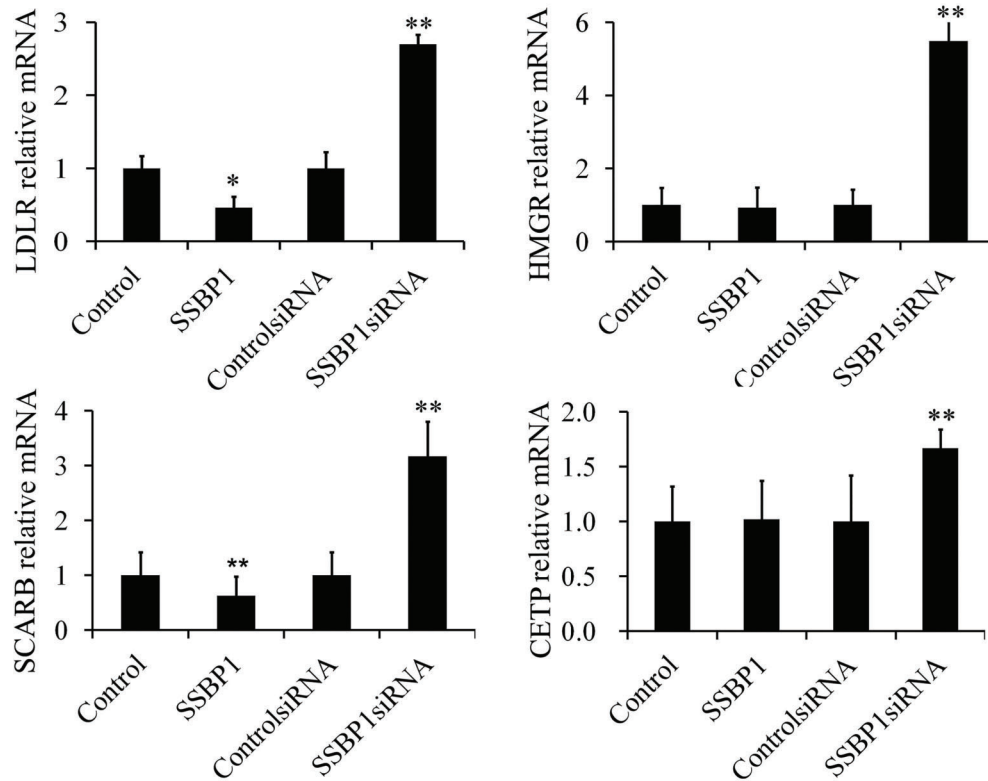 LDLR relative mRNA
3
2
1
0
*
**
Control
SSBP1
ControlsiRNA
SSBP1siRNA
HMGR relative mRNA
6
4
2
0
**
Control
SSBP1
ControlsiRNA
SSBP1siRNA
SCARB relative mRNA
4
3
2
1
0
**
**
Control
SSBP1
ControlsiRNA
SSBP1siRNA
CETP relative mRNA
2.0
1.5
1.0
0.5
0.0
**
Control
SSBP1
ControlsiRNA
SSBP1siRNA